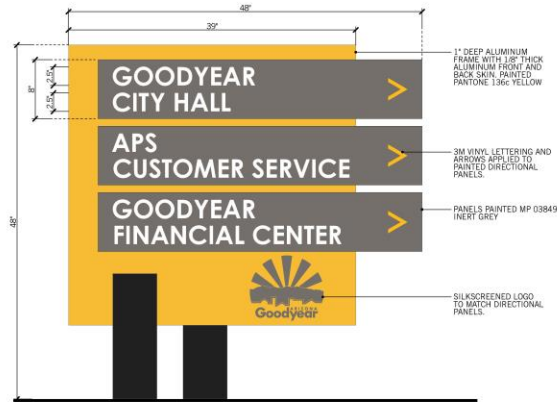 48"
39"
1" DEEP ALUMINUM
FRAME WITH 1/8" THICK
ALUMINUM FRONT AND
BACK SKIN. PAINTED
PANTONE 136c YELLOW
8"
2.5"
2.5"
GOODYEAR
CITY HALL
>
APS
CUSTOMER SERVICE
>
3M VINYL LETTERING AND
ARROWS APPLIED TO
PAINTED DIRECTIONAL
PANELS.
GOODYEAR
FINANCIAL CENTER
>
PANELS PAINTED MP 03849
INERT GREY
48"
ARIZONA
Goodyear
SILKSCREENED LOGO
TO MATCH DIRECTIONAL
PANELS.